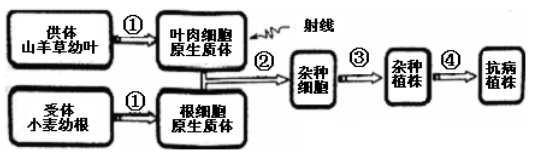 供体
山羊草幼叶
①
叶肉细胞
原生质体
射线
受体
小麦幼根
①
根细胞
原生质体
②
杂种
细胞
③
杂种
植株
④
抗病
植株